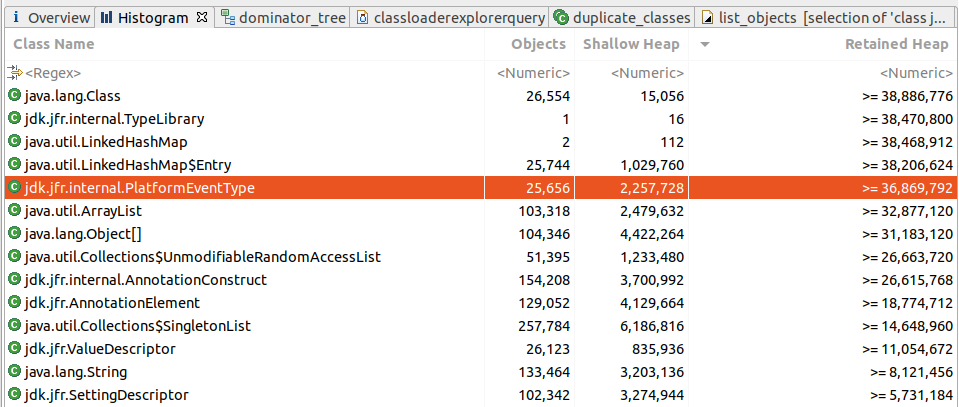 Overview Histogram dominator_tree classloaderexplorerquery duplicate_classes list_objects [selection of 'class j...
Class Name Objects Shallow Heap Retained Heap
<Regex> <Numeric> <Numeric> <Numeric>
java.lang.Class 26,554 15,056 >= 38,886,776
jdk.jfr.internal.TypeLibrary 1 16 >= 38,470,800
java.util.LinkedHashMap 2 112 >= 38,468,912
java.util.LinkedHashMap$Entry 25,744 1,029,760 >= 38,206,624
jdk.jfr.internal.PlatformEventType 25,656 2,257,728 >= 36,869,792
java.util.ArrayList 103,318 2,479,632 >= 32,877,120
java.lang.Object[] 104,346 4,422,264 >= 31,183,120
java.util.Collections$UnmodifiableRandomAccessList 51,395 1,233,480 >= 26,663,720
jdk.jfr.internal.AnnotationConstruct 154,208 3,700,992 >= 26,615,768
jdk.jfr.AnnotationElement 129,052 4,129,664 >= 18,774,712
java.util.Collections$SingletonList 257,784 6,186,816 >= 14,648,960
jdk.jfr.ValueDescriptor 26,123 835,936 >= 11,054,672
java.lang.String 133,464 3,203,136 >= 8,121,456
jdk.jfr.SettingDescriptor 102,342 3,274,944 >= 5,731,184